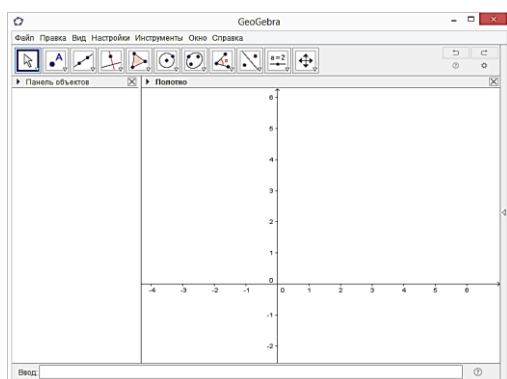 GeoGebra
Файл Правка Вид Настройки Инструменты Окно Справка
A
a
a=2
Панель объектов
Полотно
6
5
4
3
2
1
0
-4 -3 -2 -1 0 1 2 3 4 5 6
-1
-2
Ввод: